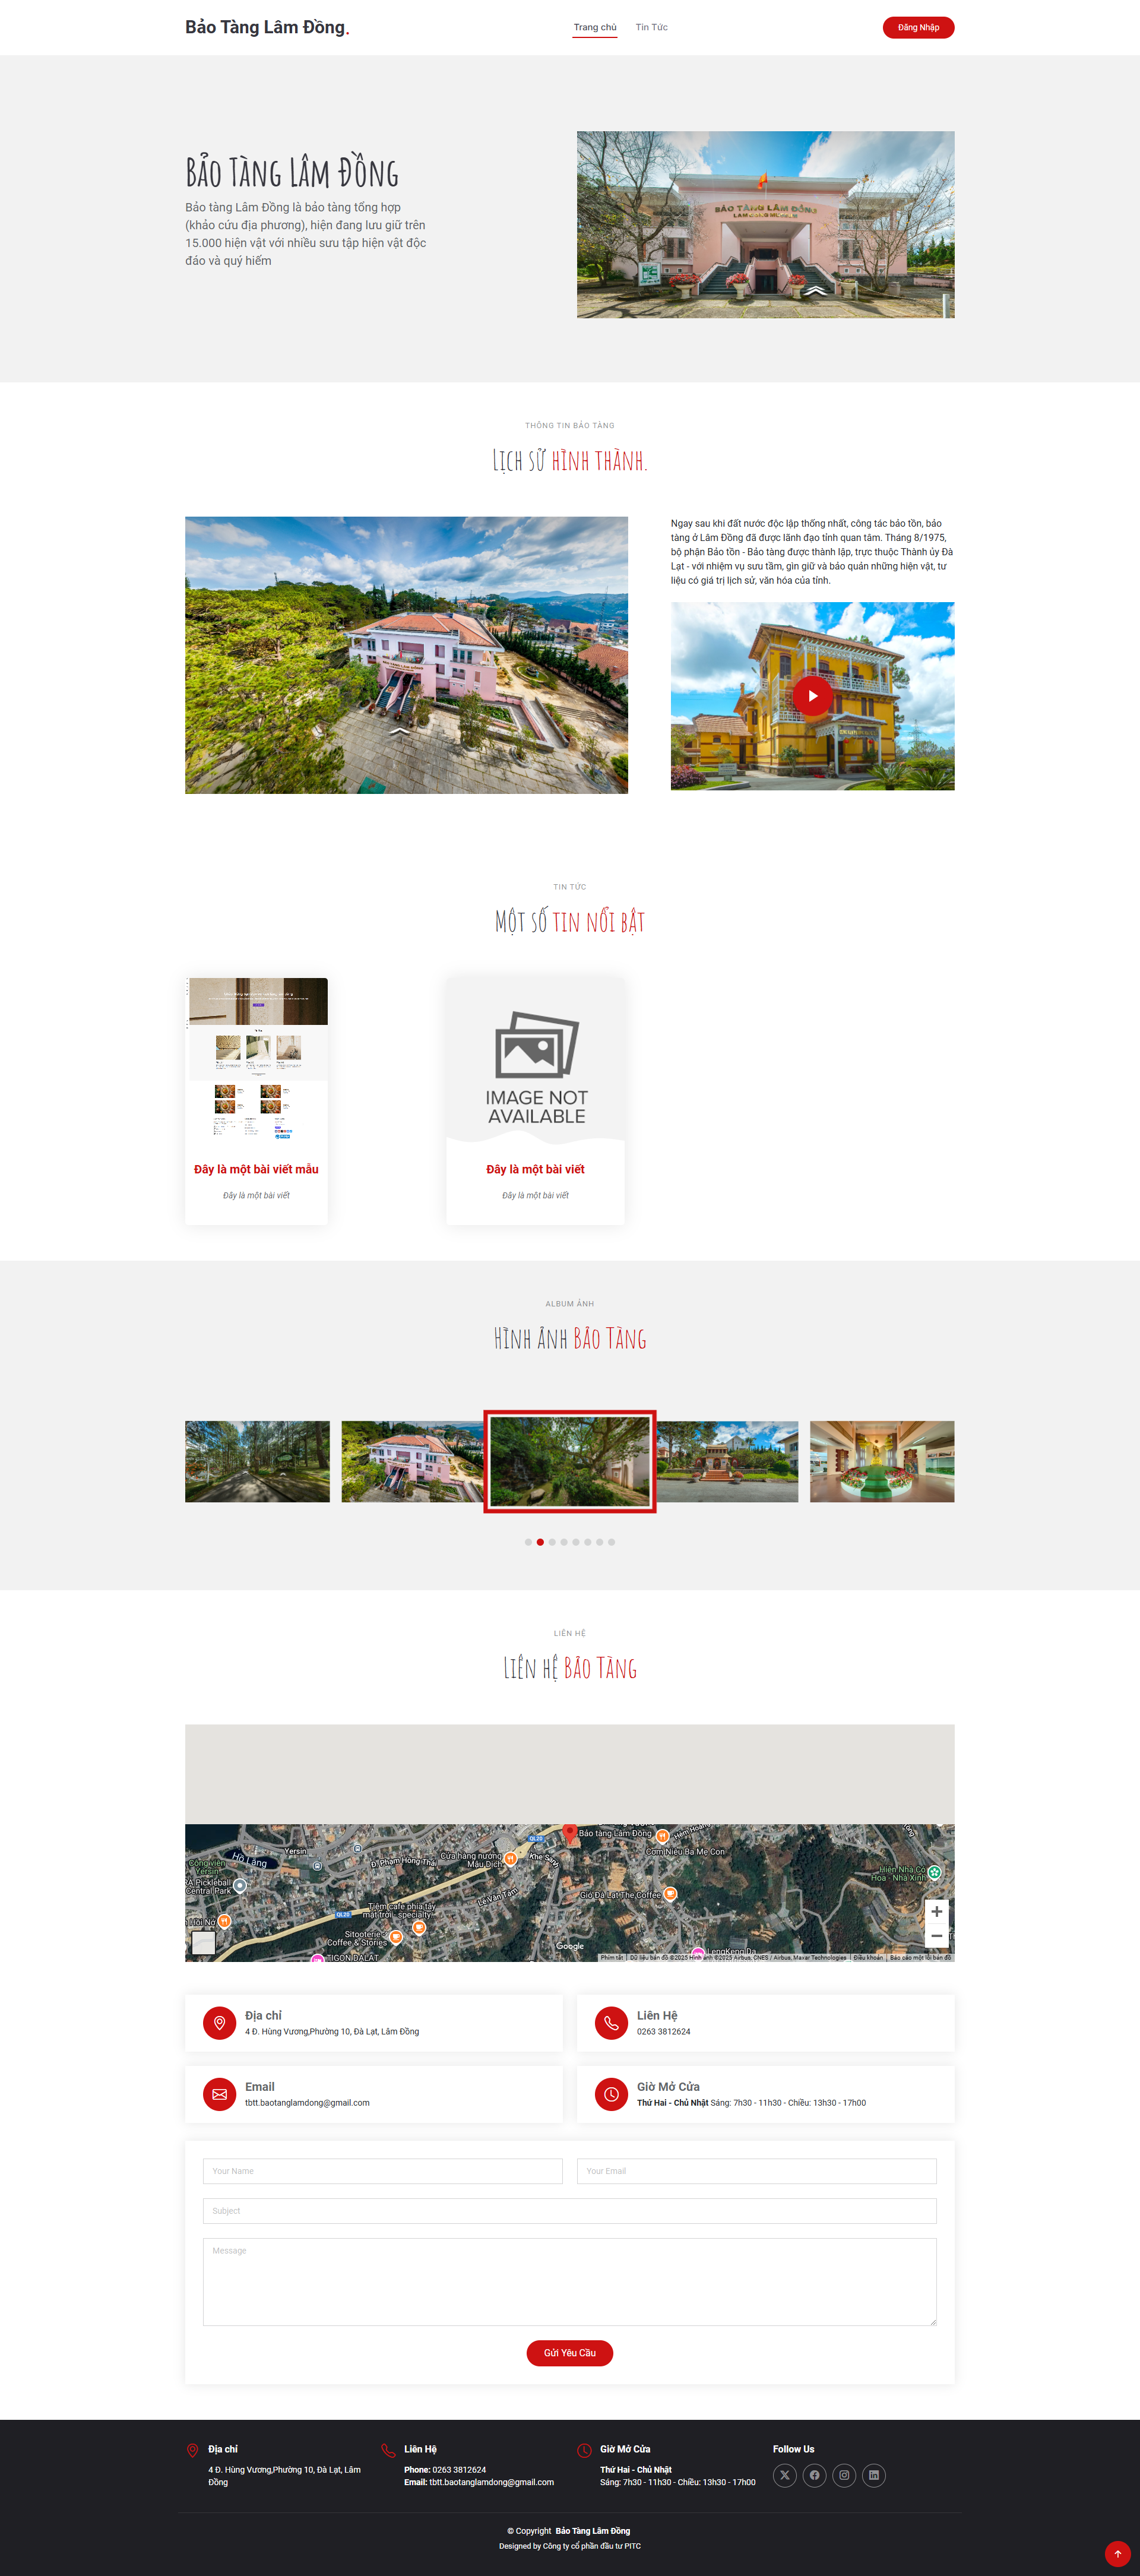 Bảo Tàng Lâm Đồng.
Trang chủ
Tin Tức
Đăng Nhập
Bảo Tàng Lâm Đồng
Bảo tàng Lâm Đồng là bảo tàng tổng hợp
(khảo cứu địa phương), hiện đang lưu giữ trên
15.000 hiện vật với nhiều sưu tập hiện vật độc
đáo và quý hiếm
BẢO TÀNG LÂM ĐỒNG
THÔNG TIN BẢO TÀNG
Lịch sử hình thành.
Ngay sau khi đất nước độc lập thống nhất, công tác bảo tồn, bảo
tàng ở Lâm Đồng đã được lãnh đạo tỉnh quan tâm. Tháng 8/1975,
bộ phận Bảo tồn - Bảo tàng được thành lập, trực thuộc Thành ủy Đà
Lạt - với nhiệm vụ sưu tầm, gìn giữ và bảo quản những hiện vật, tư
liệu có giá trị lịch sử, văn hóa của tỉnh.
TIN TỨC
Một số tin nổi bật
IMAGE NOT
AVAILABLE
Đây là một bài viết mẫu
Đây là một bài viết
Đây là một bài viết
Đây là một bài viết
ALBUM ẢNH
Hình ảnh Bảo Tàng
LIÊN HỆ
Liên hệ Bảo Tàng
QL20
Bảo tàng Lâm Đồng
Yersin
Hồ Lắng
Công viên
Yersin
Đ. Phạm Hồng Thái
Cửa hàng nướng
Mậu Dịch
Khe Sanh
Cơm Niêu Ba Me Con
Central Park
Lê Văn Tám
Gió Đà Lạt The Coffee
Hoa - Nhà Xinh
Tiệm cafe phía tây
mặt trời - specialty
QL20
Sitooterie
Coffee & Stories
TIGON DALAT
Google
LengKeng Da
Phím tắt
Dữ liệu bản đồ ©2025 Hình ảnh ©2025 Airbus, CNES / Airbus, Maxar Technologies
Điều khoản
Báo cáo một lỗi bản đồ
Địa chỉ
4 Đ. Hùng Vương,Phường 10, Đà Lạt, Lâm Đồng
Liên Hệ
0263 3812624
Email
tbtt.baotanglamdong@gmail.com
Giờ Mở Cửa
Thứ Hai - Chủ Nhật Sáng: 7h30 - 11h30 - Chiều: 13h30 - 17h00
Your Name
Your Email
Subject
Message
Gửi Yêu Cầu
Địa chỉ
4 Đ. Hùng Vương,Phường 10, Đà Lạt, Lâm
Đồng
Liên Hệ
Phone: 0263 3812624
Email: tbtt.baotanglamdong@gmail.com
Giờ Mở Cửa
Thứ Hai - Chủ Nhật
Sáng: 7h30 - 11h30 - Chiều: 13h30 - 17h00
Follow Us
© Copyright Bảo Tàng Lâm Đồng
Designed by Công ty cổ phần đầu tư PITC